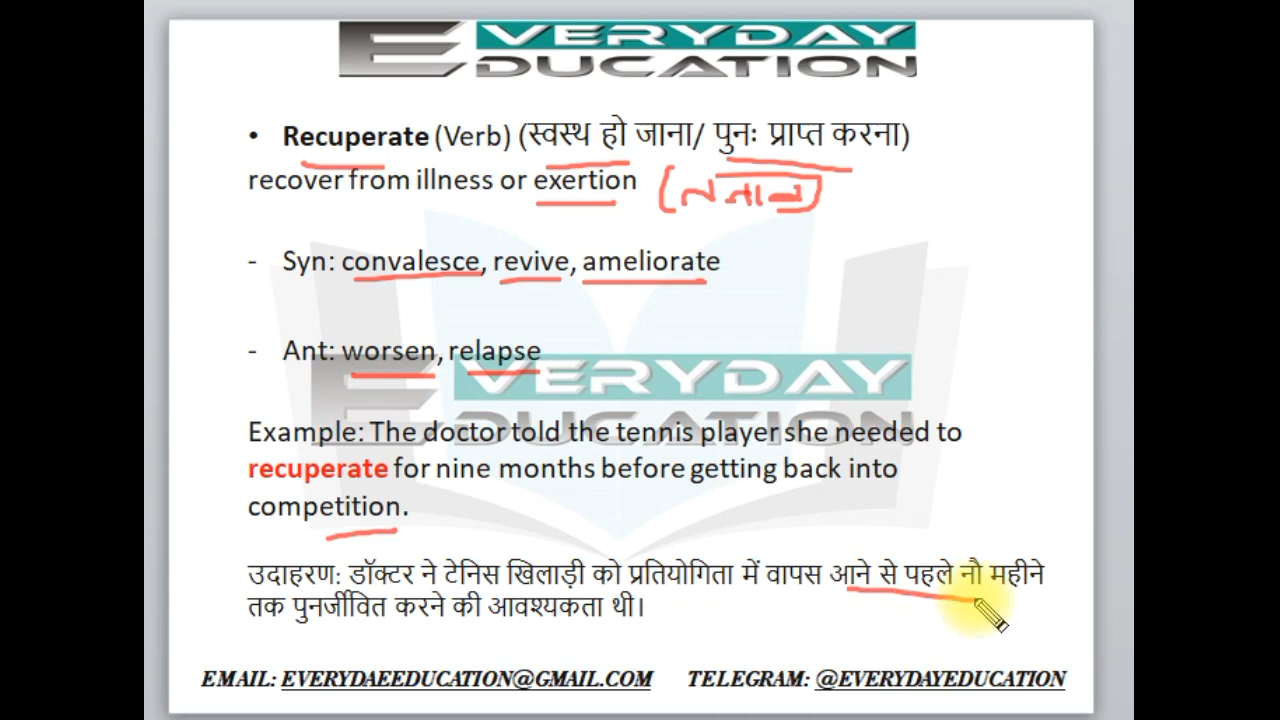 EVERYDAY
EDUCATION
• Recuperate (Verb) (स्वस्थ हो जाना/ पुनः प्राप्त करना)
recover from illness or exertion (तनाव)
- Syn: convalesce, revive, ameliorate
- Ant: worsen, relapse
EVERYDAY
EDUCATION
Example: The doctor told the tennis player she needed to
recuperate for nine months before getting back into
competition.
उदाहरण: डॉक्टर ने टेनिस खिलाड़ी को प्रतियोगिता में वापस आने से पहले नौ महीने
तक पुनर्जीवित करने की आवश्यकता थी।
EMAIL: EVERYDAEEDUCATION@GMAIL.COM TELEGRAM: @EVERYDAYEDUCATION